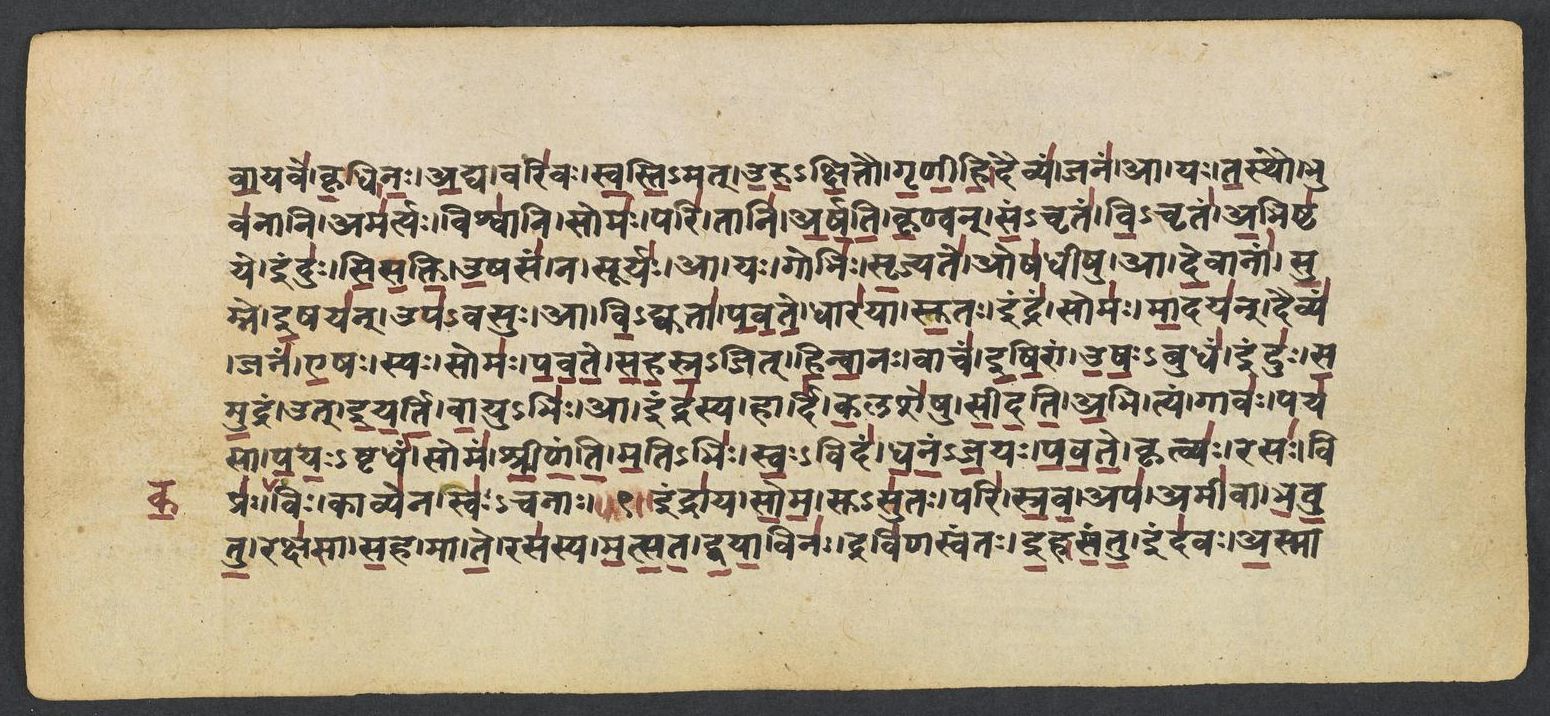 वायवे।कृधि।नः।अद्य।वरिवः।स्वस्तिऽमत्।उरुऽक्षितौ।गृणीहि।दैव्यं।जनं।आ।यः।तस्थौ।भु
वनानि।अमर्त्यः।विश्वानि।सोमः।परि।तानि।अर्षति।कृण्वन्।संऽचृतं।विऽचृतं।अभिष्ट
ये।इंदुः।सिसक्ति।उषसं।न।सूर्यः।आ।यः।गोभिः।सृज्यते।ओषधीषु।आ।देवानां।सु
म्ने।इषयन्।उपऽवसुः।आ।विऽद्युता।पवते।धारया।सुतः।इंद्रं।सोमः।मादयन्।दैव्यं
।जनं।एषः।स्यः।सोमः।पवते।सहस्रऽजित्।हिन्वानः।वाचं।इषिरां।उषःऽबुधं।इंदुः।स
मुद्रं।उत्।इयर्ति।वायुऽभिः।आ।इंद्रस्य।हार्दि।कलशेषु।सीदति।अभि।त्यं।गावः।पय
सा।पयःऽवृधं।सोमं।श्रीणंति।मतिऽभिः।स्वःऽविदं।धनंऽजयः।पवते।कृत्व्यः।रसः।वि
प्रः।विः।काव्येन।स्वःऽचनाः।॥९॥इंद्राय।सोम।सुऽसुतः।परि।स्रव।अप।अमीवा।भवतु
क
तु।रक्षसा।सह।मा।ते।रसस्य।मत्सत।द्वयाविनः।द्रविणस्वंतः।इह।संतु।इंदवः।अस्मा